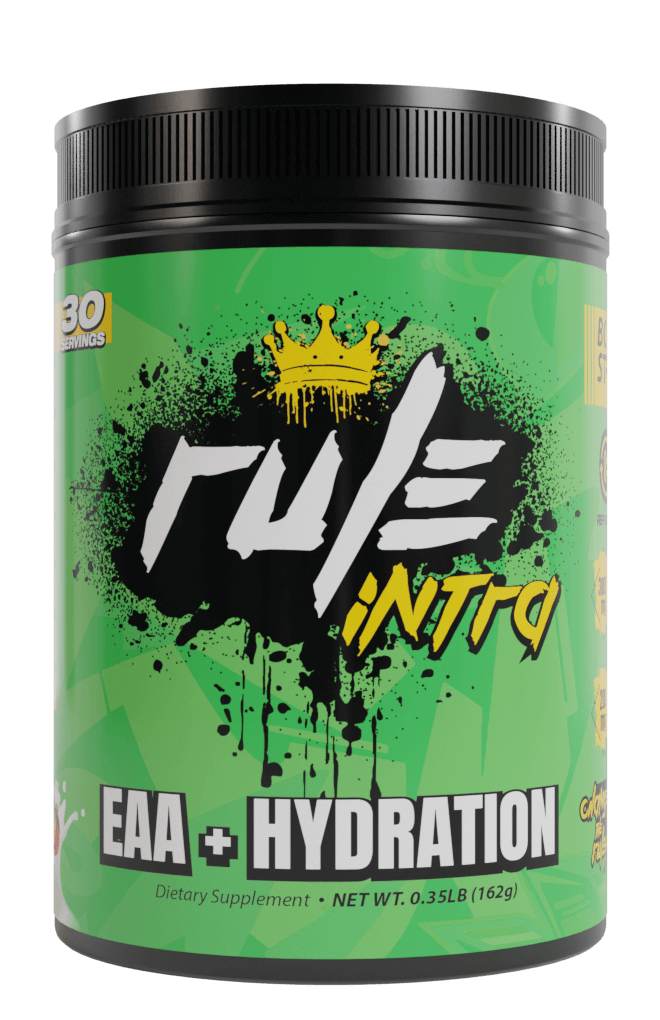 30
SERVINGS
rule
intra
EAA + HYDRATION
Dietary Supplement • NET WT. 0.35LB (162g)